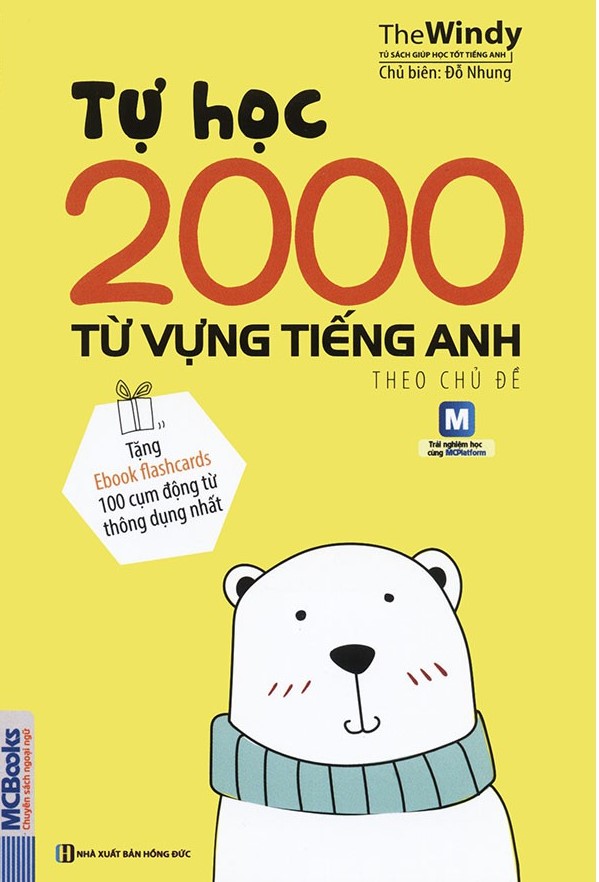 TheWindy
TỦ SÁCH GIÚP HỌC TỐT TIẾNG ANH
Chủ biên: Đỗ Nhung
Tự học
2000
TỪ VỰNG TIẾNG ANH
THEO CHỦ ĐỀ
M
Trải nghiệm học
cùng MCPlatform
Tặng
Ebook flashcards
100 cụm động từ
thông dụng nhất
MCBooks
Chuyên sách ngoại ngữ
NHÀ XUẤT BẢN HỒNG ĐỨC